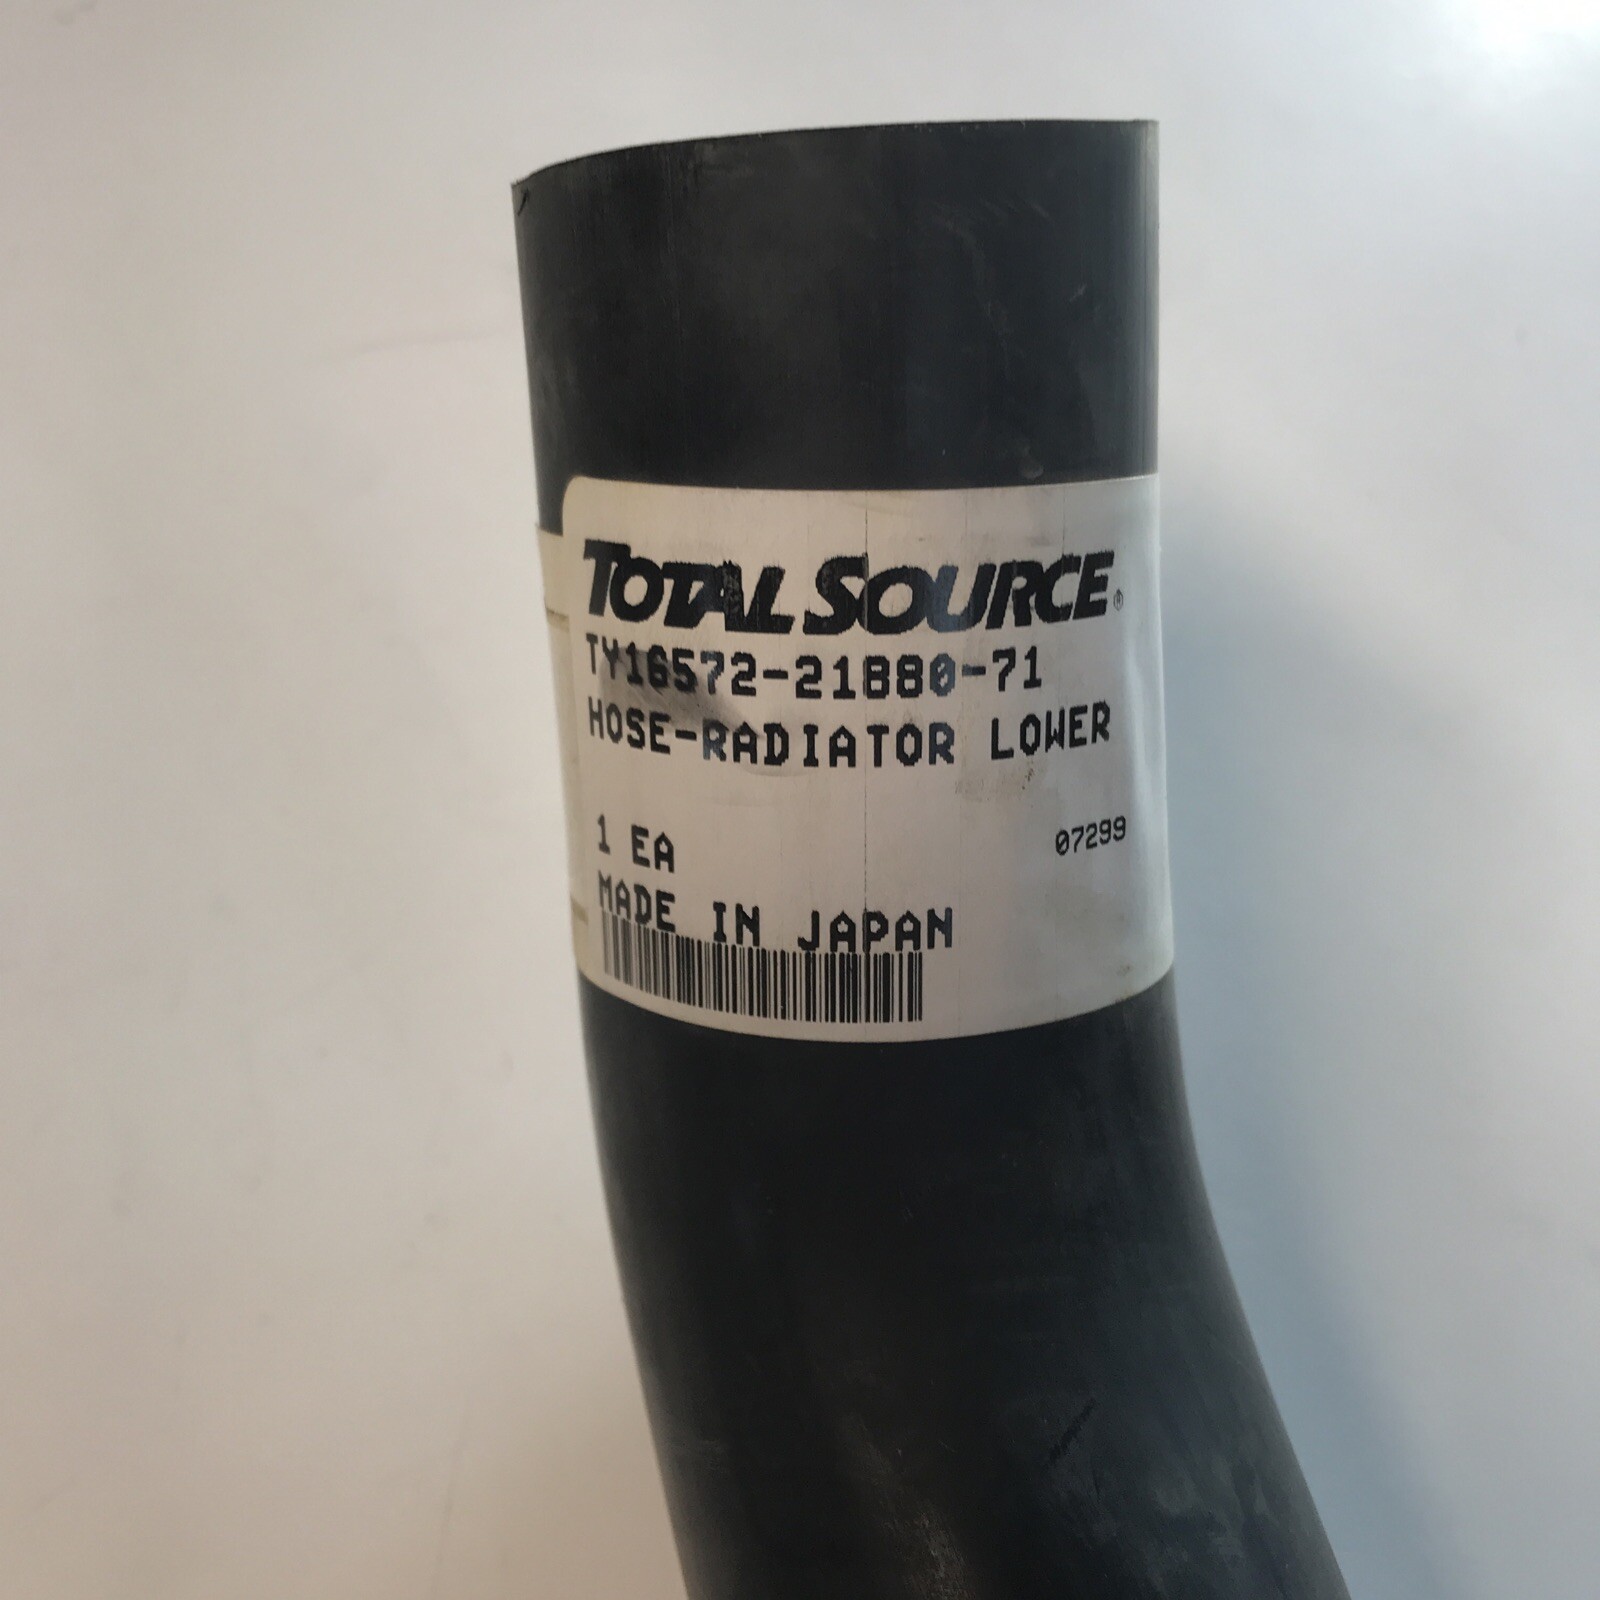 TOTAL SOURCE®
TY16572-21880-71
HOSE-RADIATOR LOWER
1 EA
07299
MADE IN JAPAN